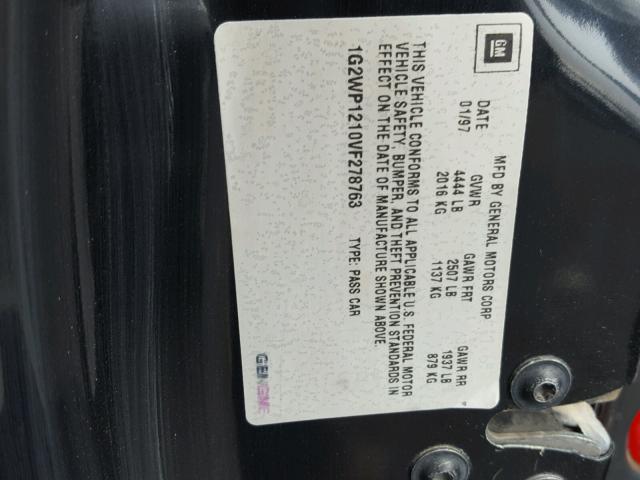 GM
MFD BY GENERAL MOTORS CORP
DATE GVWR GAWR FRT GAWR RR
01/97 4444 LB 2507 LB 1937 LB
2016 KG 1137 KG 879 KG
THIS VEHICLE CONFORMS TO ALL APPLICABLE U.S. FEDERAL MOTOR
VEHICLE SAFETY, BUMPER, AND THEFT PREVENTION STANDARDS IN
EFFECT ON THE DATE OF MANUFACTURE SHOWN ABOVE.
1G2WP1210VF278763 TYPE: PASS CAR